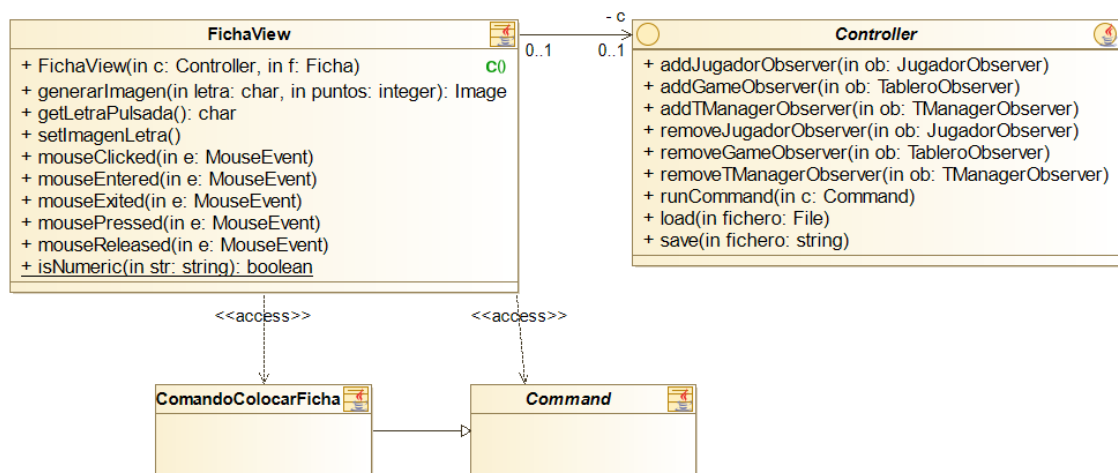 FichaView
+ FichaView(in c: Controller, in f: Ficha) C()
+ generarImagen(in letra: char, in puntos: integer): Image
+ getLetraPulsada(): char
+ setImagenLetra()
+ mouseClicked(in e: MouseEvent)
+ mouseEntered(in e: MouseEvent)
+ mouseExited(in e: MouseEvent)
+ mousePressed(in e: MouseEvent)
+ mouseReleased(in e: MouseEvent)
+ isNumeric(in str: string): boolean
- c
0..1 0..1
Controller
+ addJugadorObserver(in ob: JugadorObserver)
+ addGameObserver(in ob: TableroObserver)
+ addTManagerObserver(in ob: TManagerObserver)
+ removeJugadorObserver(in ob: JugadorObserver)
+ removeGameObserver(in ob: TableroObserver)
+ removeTManagerObserver(in ob: TManagerObserver)
+ runCommand(in c: Command)
+ load(in fichero: File)
+ save(in fichero: string)
<<access>> <<access>>
ComandoColocarFicha
Command